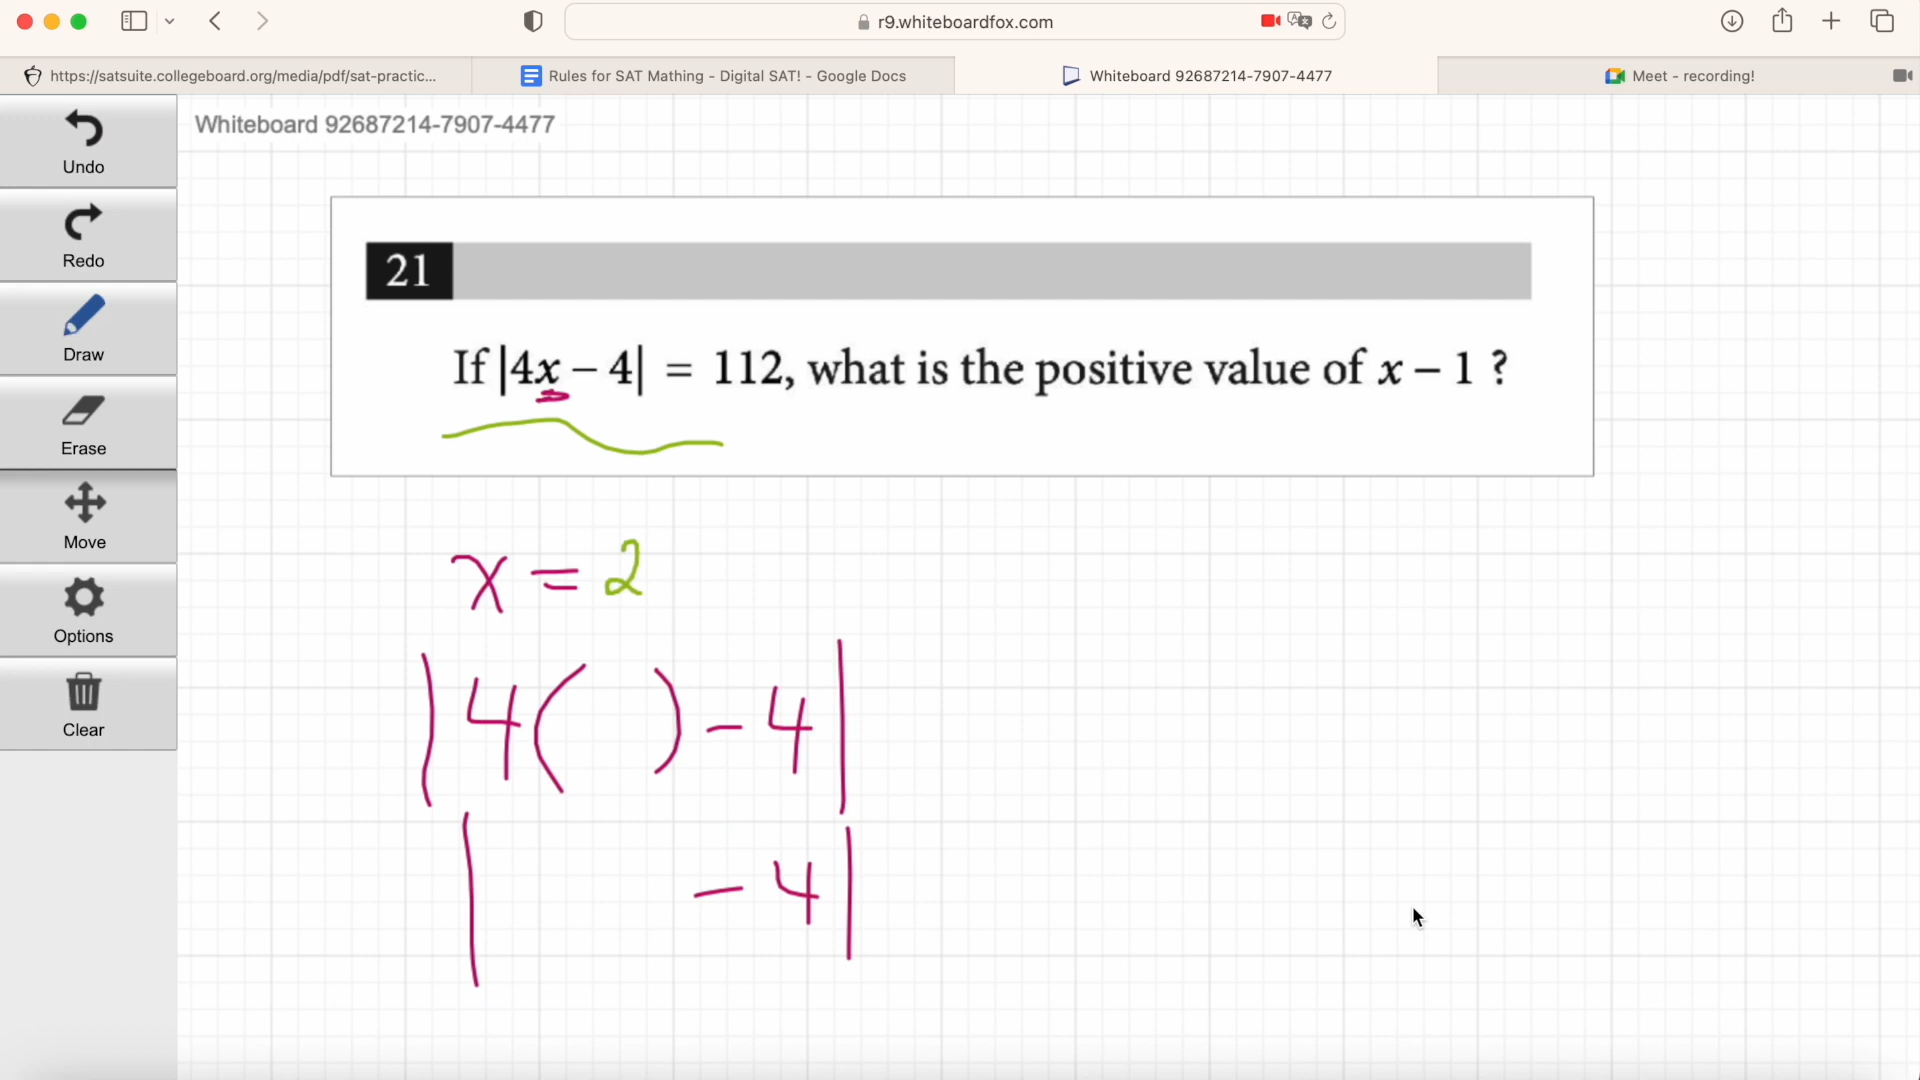 r9.whiteboardfox.com
https://satsuite.collegeboard.org/media/pdf/sat-practic...
Rules for SAT Mathing - Digital SAT! - Google Docs
Whiteboard 92687214-7907-4477
Meet - recording!
Whiteboard 92687214-7907-4477
Undo
Redo
Draw
Erase
Move
Options
Clear
21
If |4x − 4| = 112, what is the positive value of x − 1 ?
x = 2
|4( ) − 4|
| − 4|